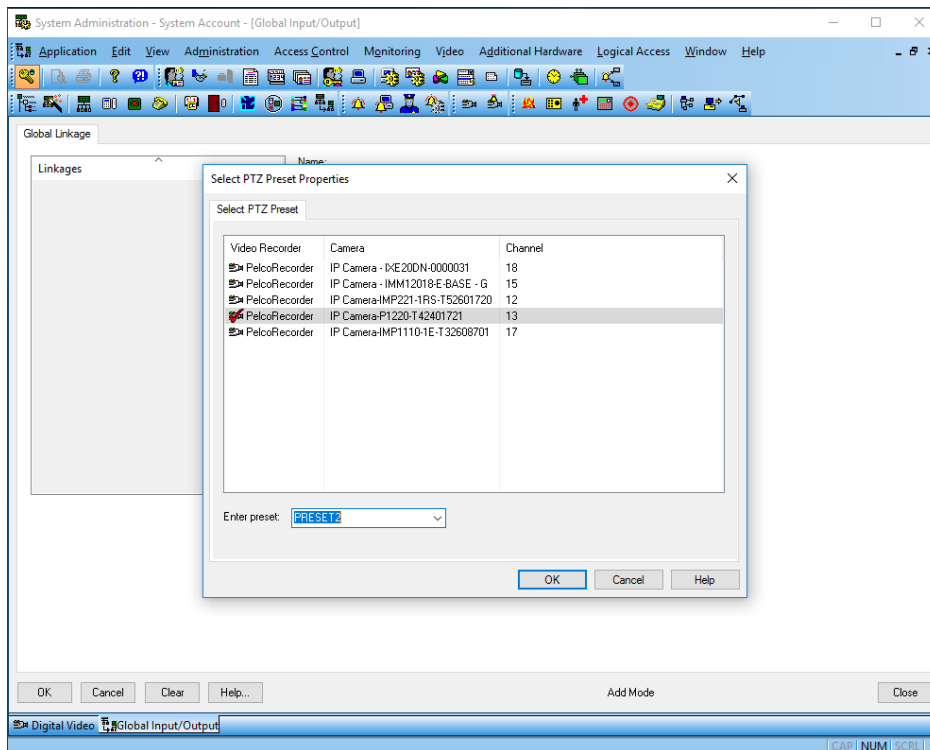 System Administration - System Account - [Global Input/Output]
Application Edit View Administration Access Control Monitoring Video Additional Hardware Logical Access Window Help
Global Linkage
Linkages
Name:
Select PTZ Preset Properties
Select PTZ Preset
Video Recorder Camera Channel
PelcoRecorder IP Camera - IXE20DN-0000031 18
PelcoRecorder IP Camera - IMM12018-E-BASE - G 15
PelcoRecorder IP Camera-IMP221-1RS-T52601720 12
PelcoRecorder IP Camera-P1220-T42401721 13
PelcoRecorder IP Camera-IMP1110-1E-T32608701 17
Enter preset: PRESET2
OK Cancel Help
OK Cancel Clear Help... Add Mode Close
Digital Video Global Input/Output
CAP NUM SCRL